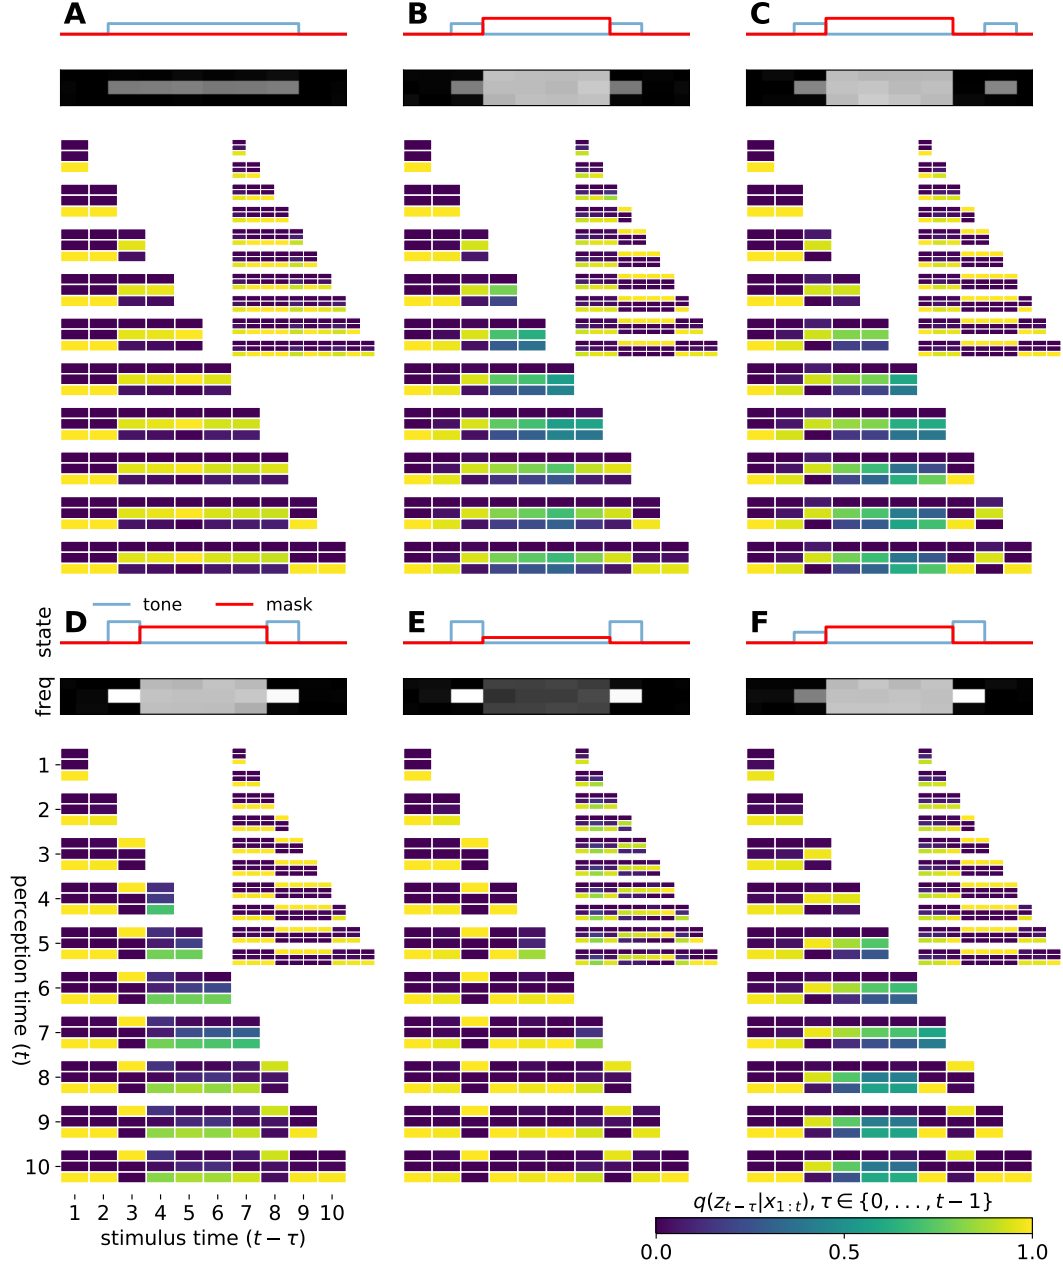 A
B
C
tone
mask
D
E
F
state
freq
1
2
3
4
5
6
7
8
9
10
perception time (t)
1 2 3 4 5 6 7 8 9 10
stimulus time (t − τ)
q(z_{t−τ}|x_{1:t}), τ ∈ {0, . . . , t − 1}
0.0 0.5 1.0